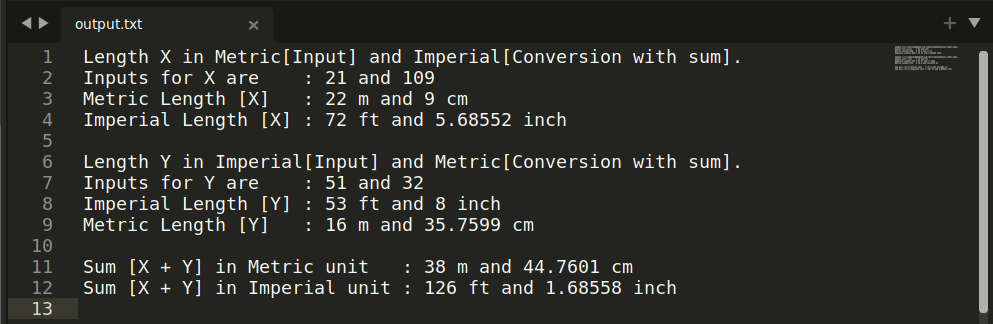 output.txt
1 Length X in Metric[Input] and Imperial[Conversion with sum].
2 Inputs for X are    : 21 and 109
3 Metric Length [X]   : 22 m and 9 cm
4 Imperial Length [X] : 72 ft and 5.68552 inch
5
6 Length Y in Imperial[Input] and Metric[Conversion with sum].
7 Inputs for Y are    : 51 and 32
8 Imperial Length [Y] : 53 ft and 8 inch
9 Metric Length [Y]   : 16 m and 35.7599 cm
10
11 Sum [X + Y] in Metric unit   : 38 m and 44.7601 cm
12 Sum [X + Y] in Imperial unit : 126 ft and 1.68558 inch
13